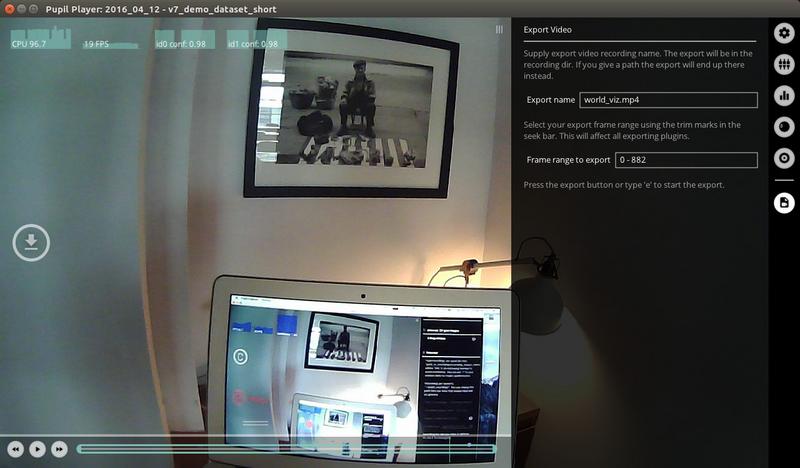 Pupil Player: 2016_04_12 - v7_demo_dataset_short
CPU 96.7
19 FPS
id0 conf: 0.98
id1 conf: 0.98
Export Video
Supply export video recording name. The export will be in the
recording dir. If you give a path the export will end up there
instead.
Export name world_viz.mp4
Select your export frame range using the trim marks in the
seek bar. This will affect all exporting plugins.
Frame range to export 0 - 882
Press the export button or type 'e' to start the export.